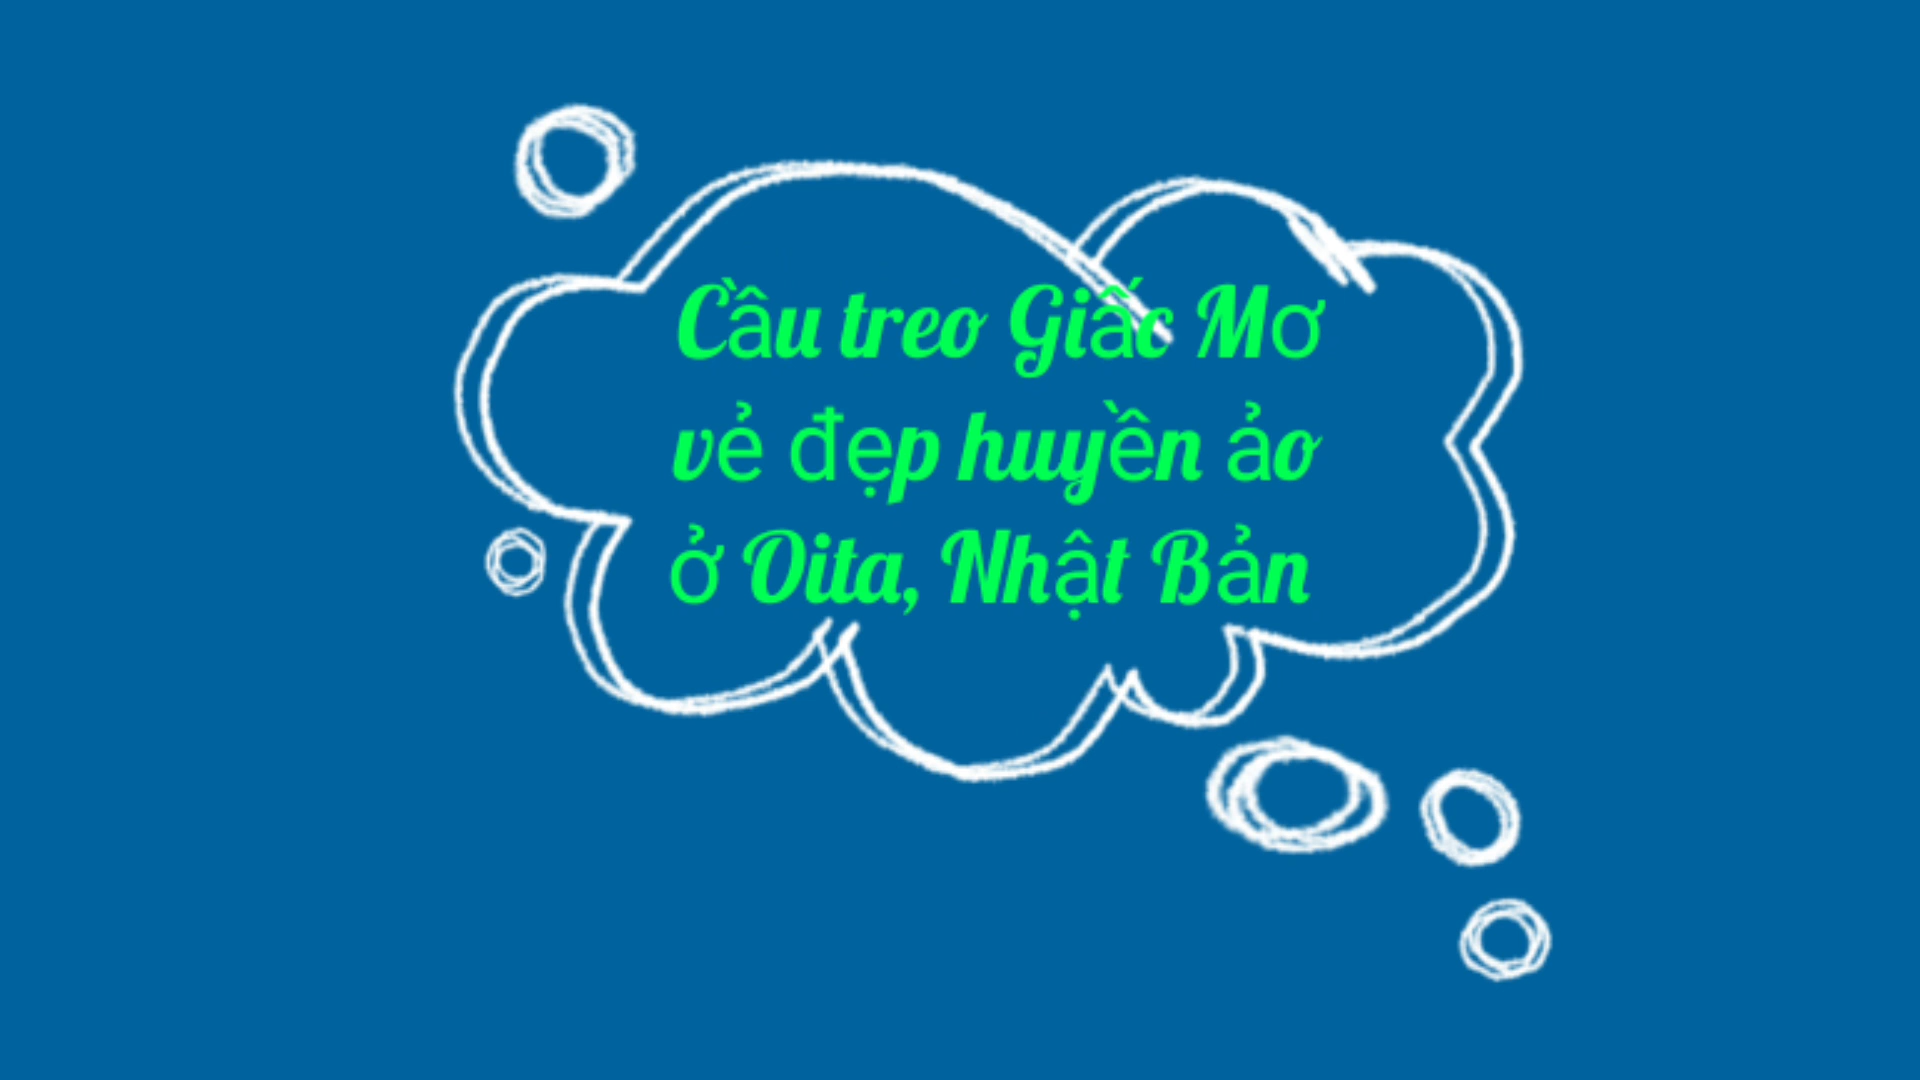 Cầu treo Giấc Mơ
vẻ đẹp huyền ảo
ở Oita, Nhật Bản